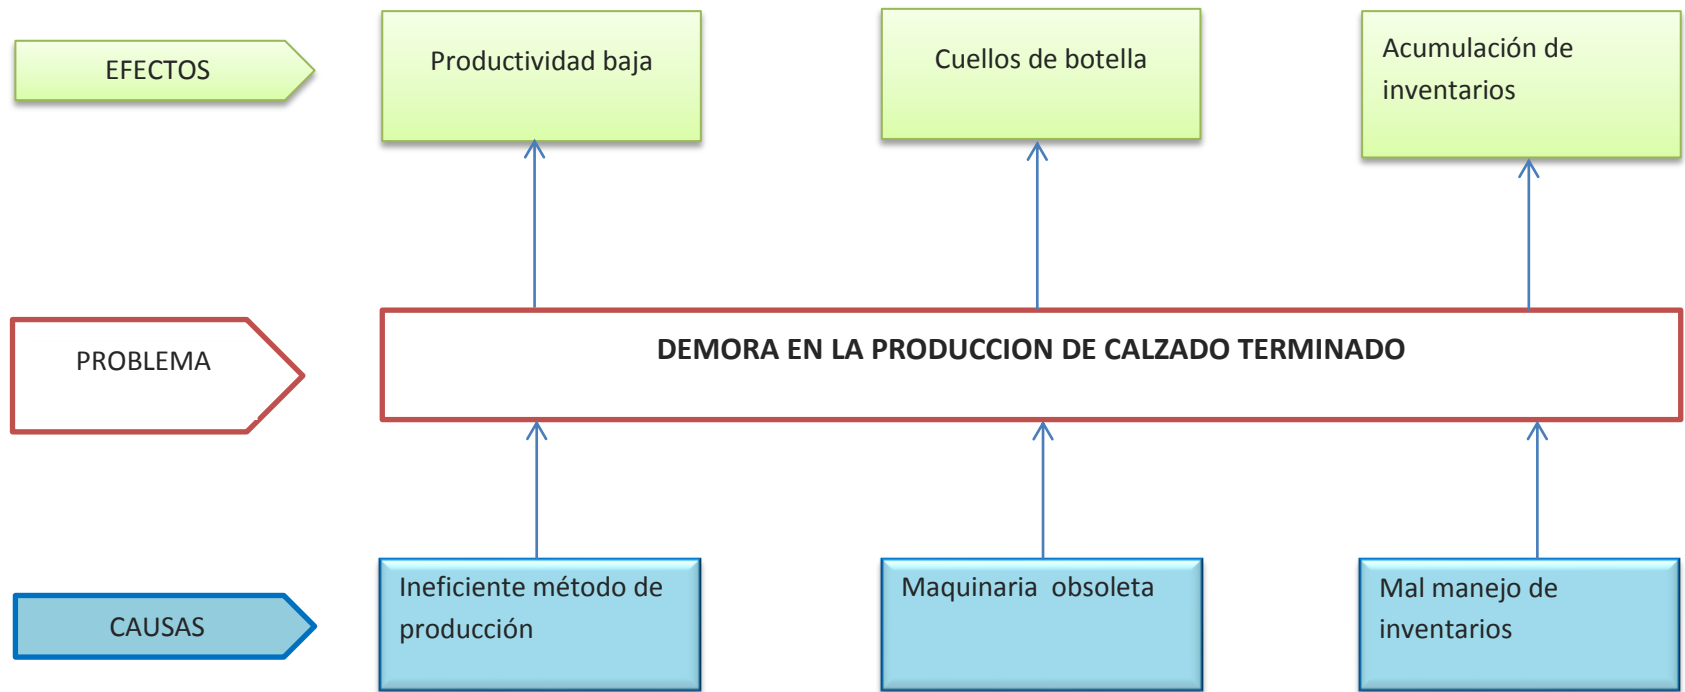 EFECTOS
Productividad baja
Cuellos de botella
Acumulación de
inventarios
PROBLEMA
DEMORA EN LA PRODUCCION DE CALZADO TERMINADO
CAUSAS
Ineficiente método de
producción
Maquinaria  obsoleta
Mal manejo de
inventarios